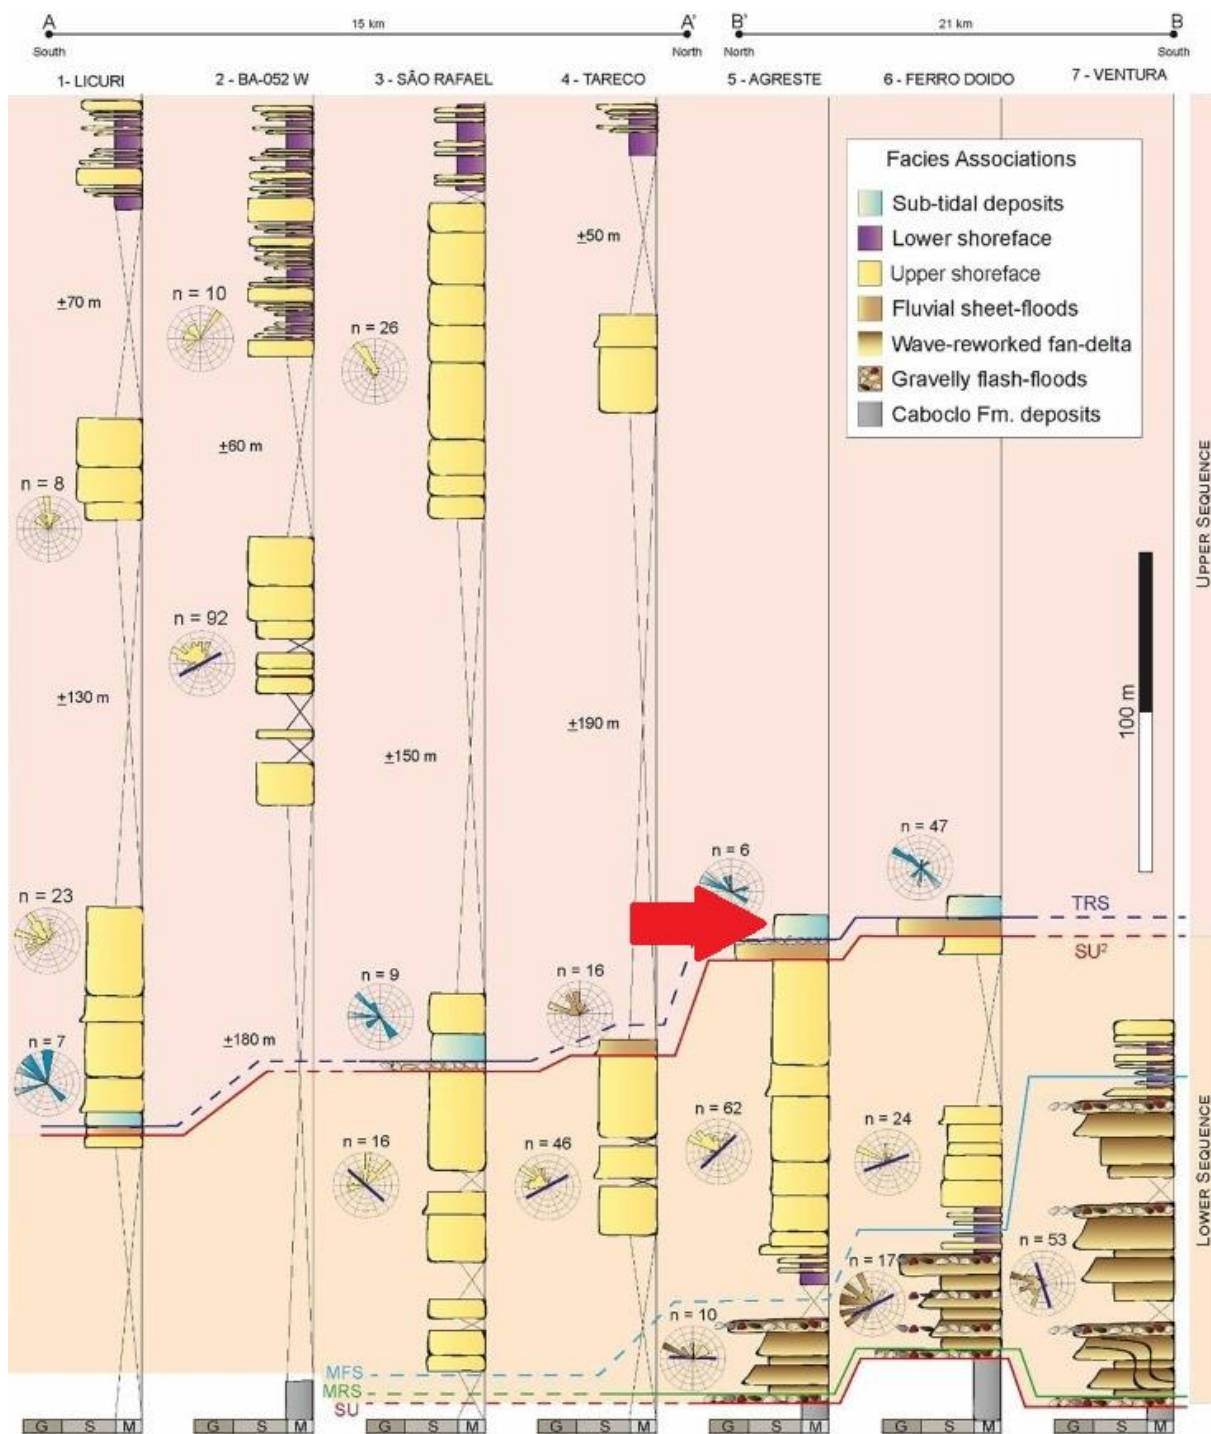 A 15 km A' B' 21 km B
South North North South
1- LICURI 2 - BA-052 W 3 - SÂO RAFAEL 4 - TARECO 5 - AGRESTE 6 - FERRO DOIDO 7 - VENTURA
Facies Associations
Sub-tidal deposits
Lower shoreface
Upper shoreface
Fluvial sheet-floods
Wave-reworked fan-delta
Gravelly flash-floods
Caboclo Fm. deposits
±50 m
±70 m
n = 10
n = 26
±60 m
n = 8
UPPER SEQUENCE
n = 92
±130 m
±190 m
±150 m
100 m
n = 47
n = 6
n = 23
TRS
SU²
n = 9
n = 16
n = 7
±180 m
n = 62
n = 24
n = 16
n = 46
LOWER SEQUENCE
n = 53
n = 17
n = 10
MFS
MRS
SU
G S M G S M G S M G S M G S M G S M G S M